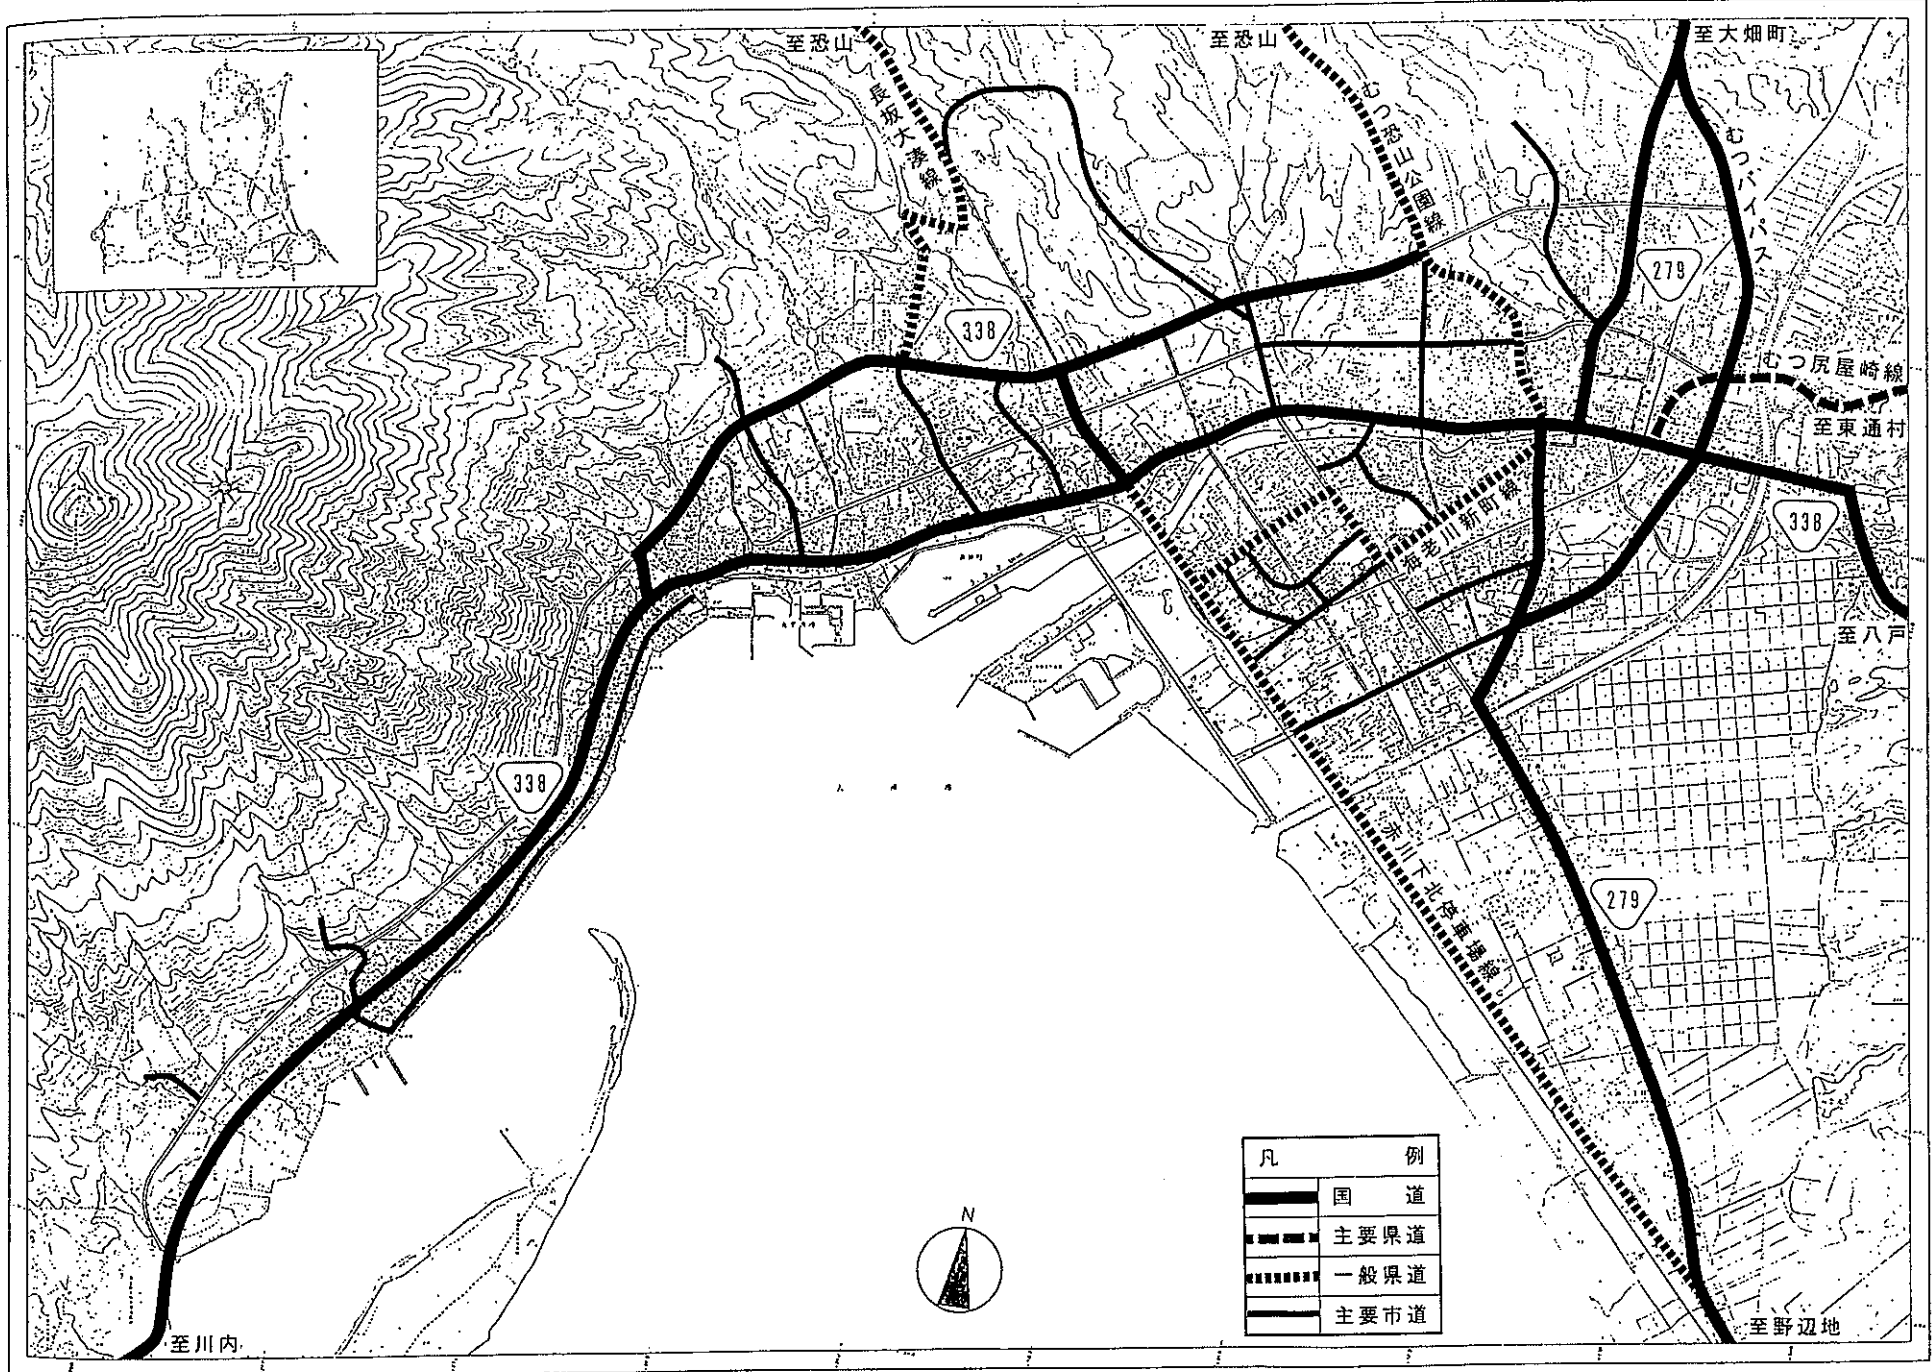 至恐山
至恐山
至大畑町
長坂大湊線
むつ恐山公園線
むつバイパス
279
338
むつ尻屋崎線
至東通村
338
至八戸
新町線
338
赤川下北停車場線
279
凡例
国道
主要県道
一般県道
主要市道
N
至川内
至野辺地